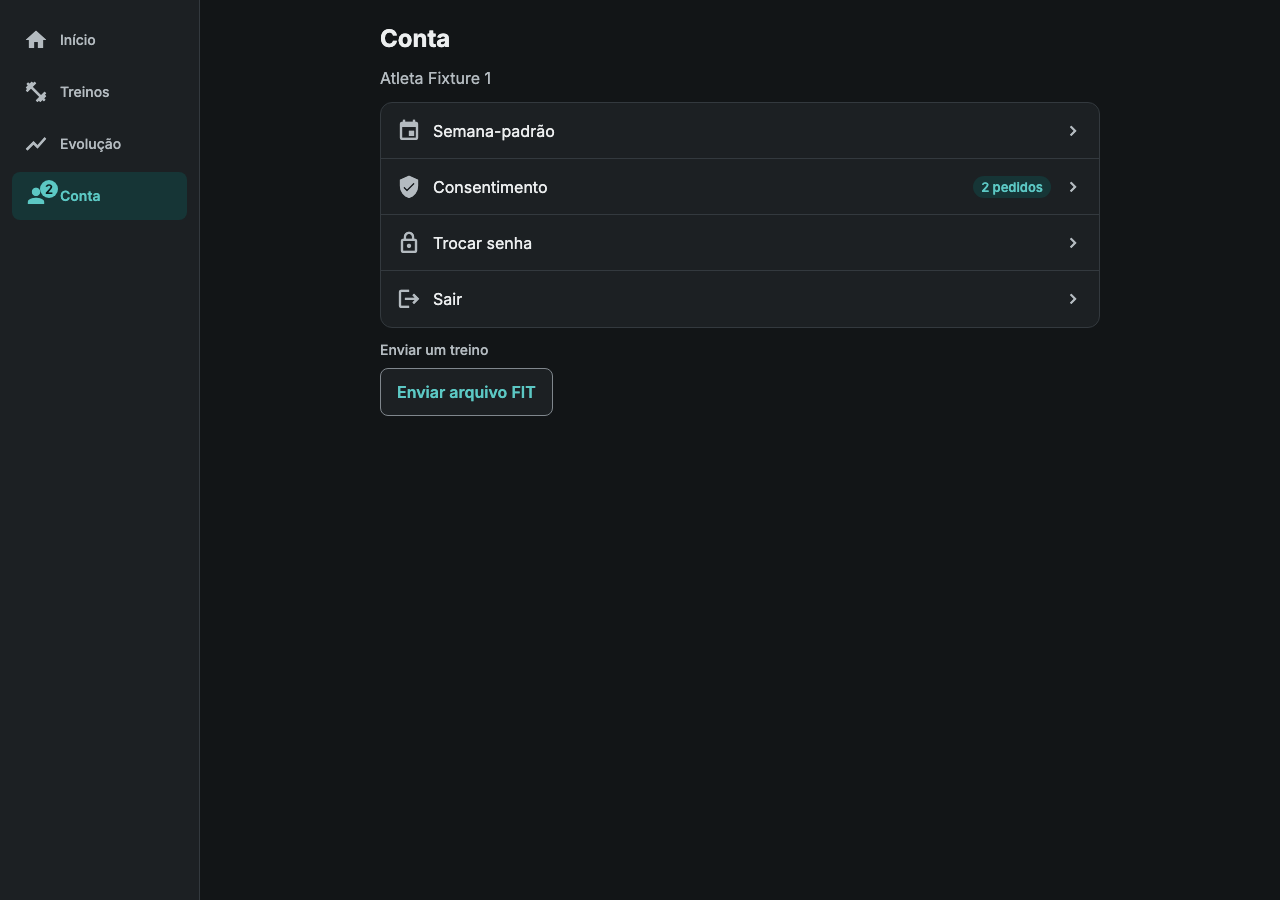 Início
Treinos
Evolução
2
Conta
Conta
Atleta Fixture 1
Semana-padrão
Consentimento
2 pedidos
Trocar senha
Sair
Enviar um treino
Enviar arquivo FIT